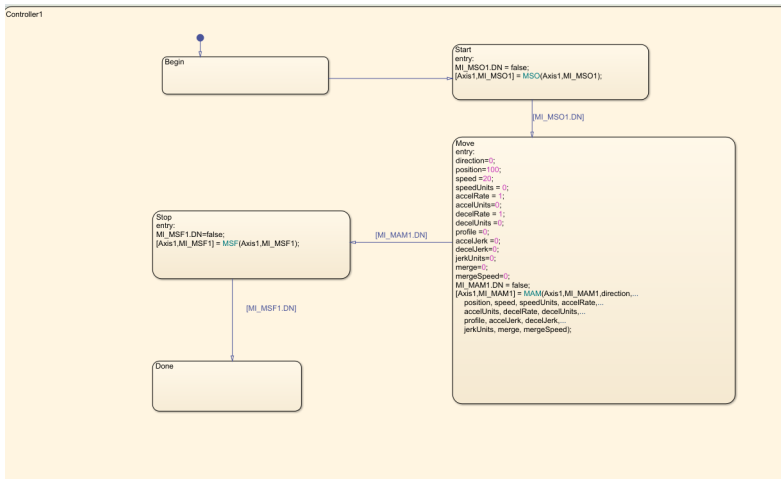 Controller1
Begin
Start
entry:
MI_MSO1.DN = false;
[Axis1,MI_MSO1] = MSO(Axis1,MI_MSO1);
[MI_MSO1.DN]
Move
entry:
direction=0;
position=100;
speed =20;
speedUnits = 0;
accelRate = 1;
accelUnits=0;
decelRate = 1;
decelUnits =0;
profile =0;
accelJerk =0;
decelJerk=0;
jerkUnits=0;
merge=0;
mergeSpeed=0;
MI_MAM1.DN = false;
[Axis1,MI_MAM1] = MAM(Axis1,MI_MAM1,direction,...
position, speed, speedUnits, accelRate,...
accelUnits, decelRate, decelUnits,...
profile, accelJerk, decelJerk,...
jerkUnits, merge, mergeSpeed);
[MI_MAM1.DN]
Stop
entry:
MI_MSF1.DN=false;
[Axis1,MI_MSF1] = MSF(Axis1,MI_MSF1);
[MI_MSF1.DN]
Done